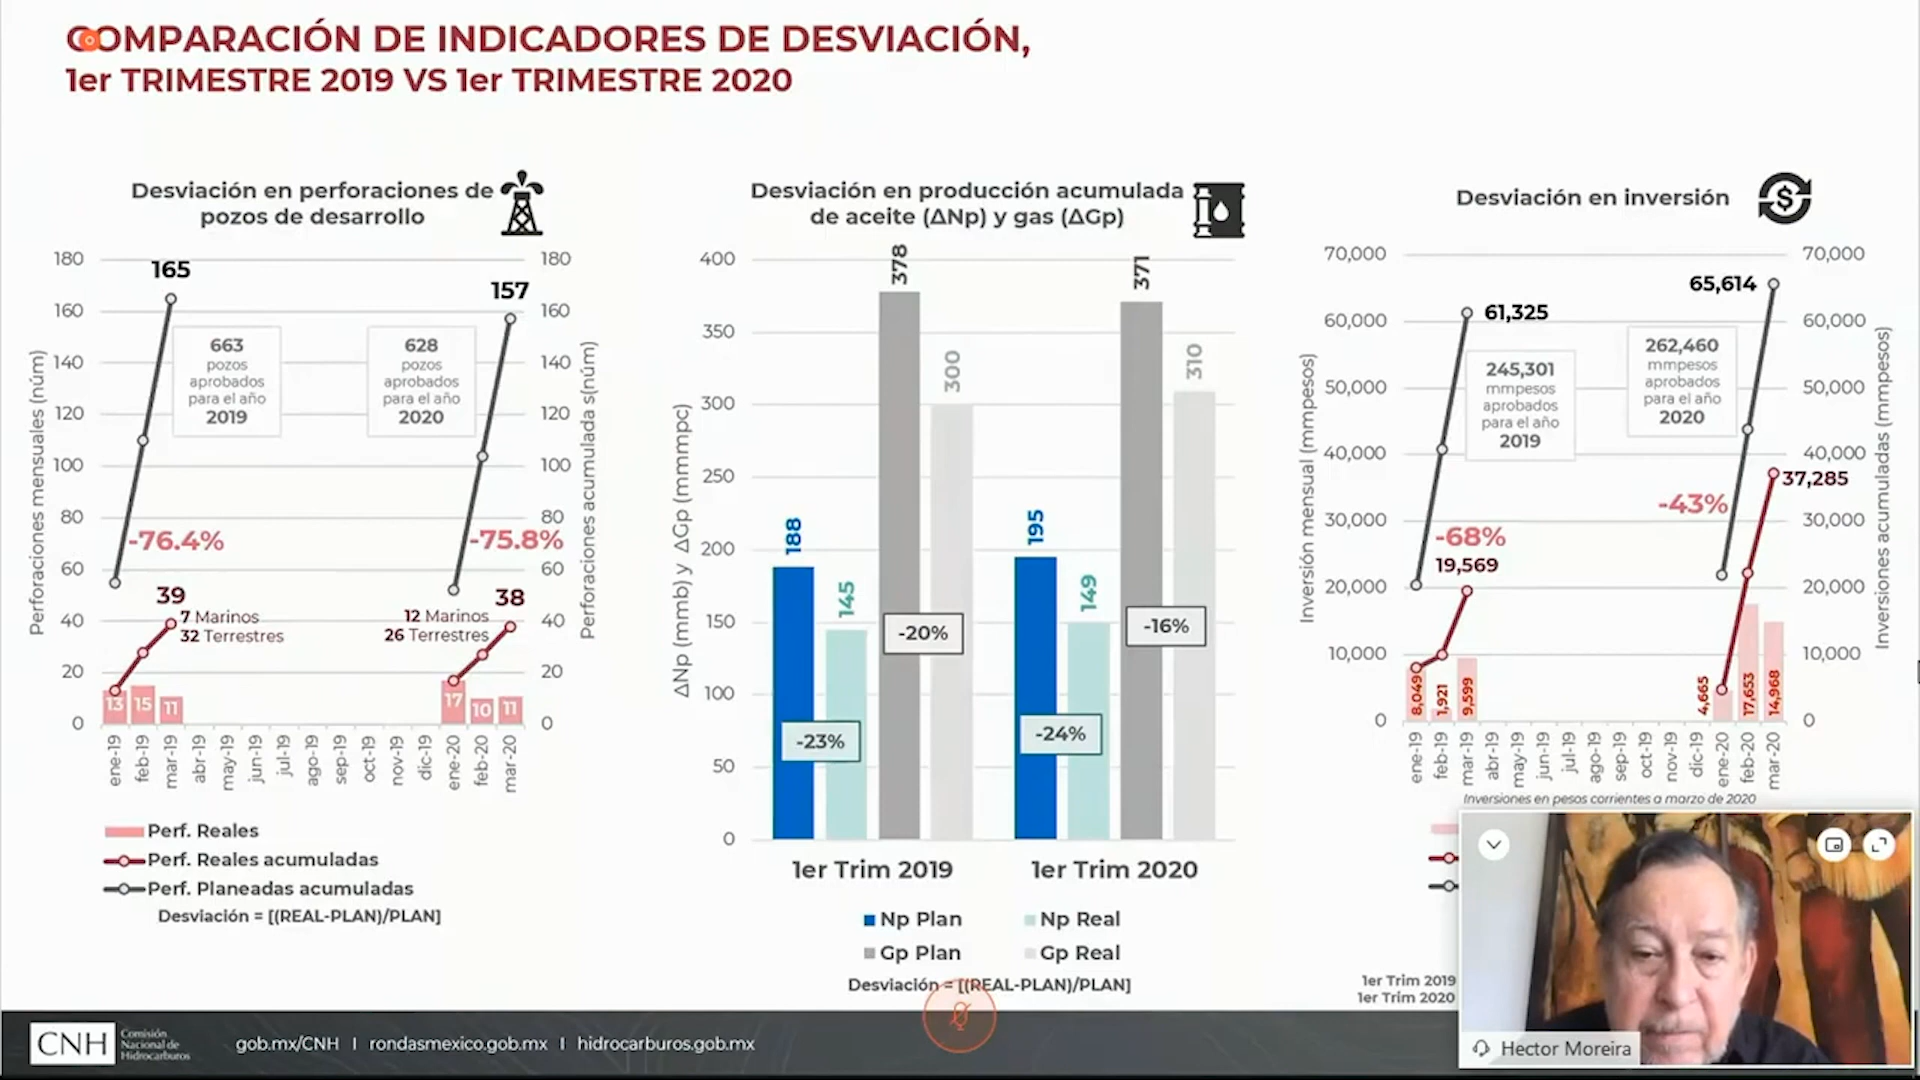 COMPARACIÓN DE INDICADORES DE DESVIACIÓN,
1er TRIMESTRE 2019 VS 1er TRIMESTRE 2020
Desviación en perforaciones de
pozos de desarrollo
Perforaciones mensuales (núm)
180
160
140
120
100
80
60
40
20
0
165
663
pozos
aprobados
para el año
2019
-76.4%
39
7 Marinos
32 Terrestres
13
15
11
157
628
pozos
aprobados
para el año
2020
-75.8%
38
12 Marinos
26 Terrestres
17
10
11
180
160
140
120
100
80
60
40
20
0
Perforaciones acumulada s(núm)
ene-19
feb-19
mar-19
abr-19
may-19
jun-19
jul-19
ago-19
sep-19
oct-19
nov-19
dic-19
ene-20
feb-20
mar-20
Perf. Reales
Perf. Reales acumuladas
Perf. Planeadas acumuladas
Desviación = [(REAL-PLAN)/PLAN]
Desviación en producción acumulada
de aceite (ΔNp) y gas (ΔGp)
ΔNp (mmb) y ΔGp (mmmpc)
400
350
300
250
200
150
100
50
0
188
145
378
300
-23%
-20%
195
149
371
310
-24%
-16%
1er Trim 2019
1er Trim 2020
Np Plan
Np Real
Gp Plan
Gp Real
Desviación = [(REAL-PLAN)/PLAN]
Desviación en inversión
Inversión mensual (mmpesos)
70,000
60,000
50,000
40,000
30,000
20,000
10,000
0
61,325
245,301
mmpesos
aprobados
para el año
2019
-68%
19,569
8,049
1,921
9,599
65,614
262,460
mmpesos
aprobados
para el año
2020
-43%
37,285
4,665
17,653
14,968
70,000
60,000
50,000
40,000
30,000
20,000
10,000
0
Inversiones acumuladas (mmpesos)
ene-19
feb-19
mar-19
abr-19
may-19
jun-19
jul-19
ago-19
sep-19
oct-19
nov-19
dic-19
ene-20
feb-20
mar-20
Inversiones en pesos corrientes a marzo de 2020
1er Trim 2019
1er Trim 2020
Hector Moreira
CNH
Comisión
Nacional de
Hidrocarburos
gob.mx/CNH | rondasmexico.gob.mx | hidrocarburos.gob.mx